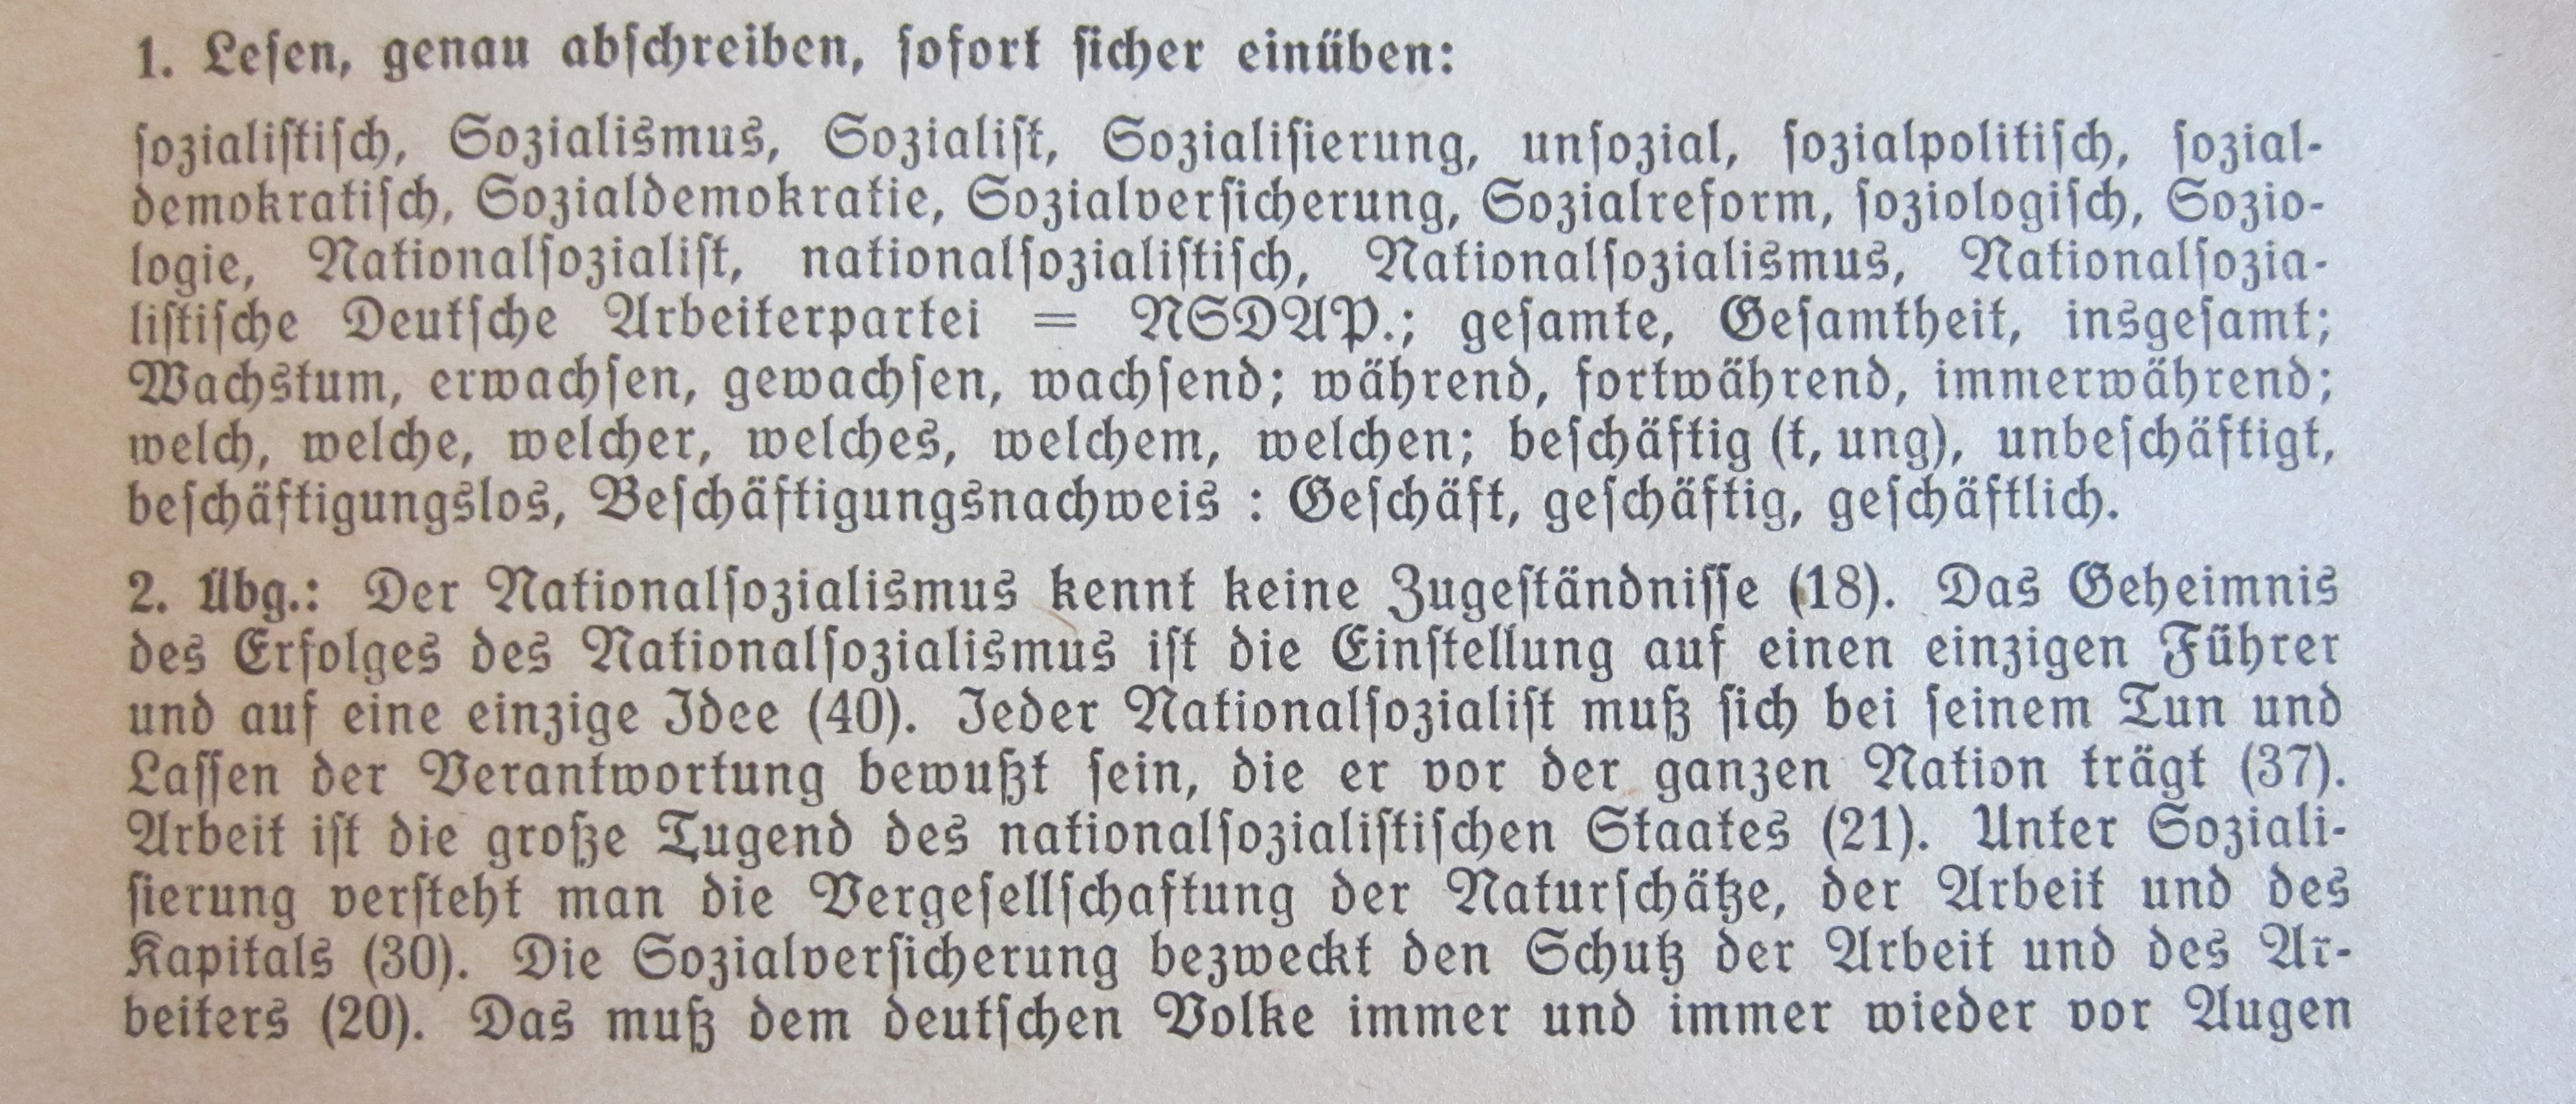 1. Leſen, genau abſchreiben, ſofort ſicher einüben:
ſozialiſtiſch, Sozialismus, Sozialiſt, Sozialiſierung, unſozial, ſozialpolitiſch, ſozial-
demokratiſch, Sozialdemokratie, Sozialverſicherung, Sozialreform, ſoziologiſch, Sozio-
logie, Nationalſozialiſt, nationalſozialiſtiſch, Nationalſozialismus, Nationalſozia-
liſtiſche Deutſche Arbeiterpartei = NSDAP.; geſamte, Geſamtheit, insgeſamt;
Wachstum, erwachſen, gewachſen, wachſend; während, fortwährend, immerwährend;
welch, welche, welcher, welches, welchem, welchen; beſchäftig (t, ung), unbeſchäftigt,
beſchäftigungslos, Beſchäftigungsnachweis : Geſchäft, geſchäftig, geſchäftlich.
2. Übg.: Der Nationalſozialismus kennt keine Zugeſtändniſſe (18). Das Geheimnis
des Erfolges des Nationalſozialismus iſt die Einſtellung auf einen einzigen Führer
und auf eine einzige Idee (40). Jeder Nationalſozialiſt muß ſich bei ſeinem Tun und
Laſſen der Verantwortung bewußt ſein, die er vor der ganzen Nation trägt (37).
Arbeit iſt die große Tugend des nationalſozialiſtiſchen Staates (21). Unter Soziali-
ſierung verſteht man die Vergeſellſchaftung der Naturſchätze, der Arbeit und des
Kapitals (30). Die Sozialverſicherung bezweckt den Schutz der Arbeit und des Ar-
beiters (20). Das muß dem deutſchen Volke immer und immer wieder vor Augen